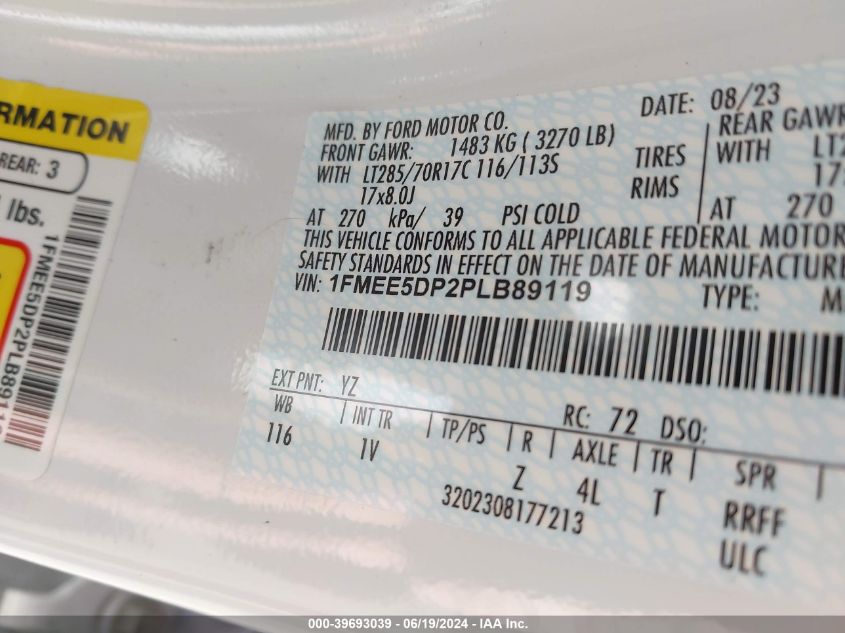 RMATION
REAR: 3
lbs.
1FMEE5DP2PLB8911
DATE: 08/23
MFD. BY FORD MOTOR CO.
FRONT GAWR: 1483 KG ( 3270 LB)
WITH LT285/70R17C 116/113S TIRES
17x8.0J RIMS
AT 270 kPa/ 39 PSI COLD
REAR GAWR
WITH LT2
17
AT 270
THIS VEHICLE CONFORMS TO ALL APPLICABLE FEDERAL MOTOR
SAFETY STANDARDS IN EFFECT ON THE DATE OF MANUFACTURE
VIN: 1FMEE5DP2PLB89119 TYPE: M
EXT PNT: YZ RC: 72 DSO:
WB INT TR TP/PS R AXLE TR SPR
116 1V Z 4L T RRFF
3202308177213 ULC
000-39693039 - 06/19/2024 - IAA Inc.